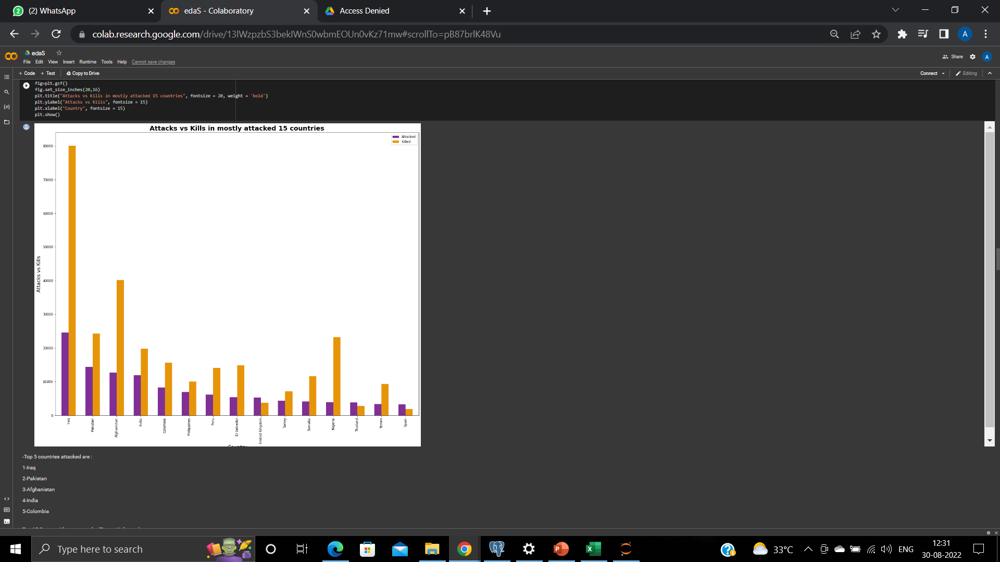 (2) WhatsApp
edaS - Colaboratory
Access Denied
colab.research.google.com/drive/13lWzpzbS3beklWnS0wbmEOUn0vKz71mw#scrollTo=pB87brlK48Vu
A
edaS
File Edit View Insert Runtime Tools Help Cannot save changes
Share
A
+ Code + Text Copy to Drive
Connect
Editing
fig=plt.gcf()
fig.set_size_inches(20,16)
plt.title("Attacks vs Kills in mostly attacked 15 countries", fontsize = 20, weight = 'bold')
plt.ylabel("Attacks vs Kills", fontsize = 15)
plt.xlabel("Country", fontsize = 15)
plt.show()
Attacks vs Kills in mostly attacked 15 countries
Attacked
Killed
80000
70000
60000
50000
40000
30000
20000
10000
0
Attacks vs Kills
Iraq
Pakistan
Afghanistan
India
Colombia
Philippines
Peru
El Salvador
United Kingdom
Turkey
Somalia
Nigeria
Thailand
Yemen
Spain
-Top 5 countries attacked are :
1-Iraq
2-Pakistan
3-Afghanistan
4-India
5-Colombia
Type here to search
33°C
ENG
12:31
30-08-2022